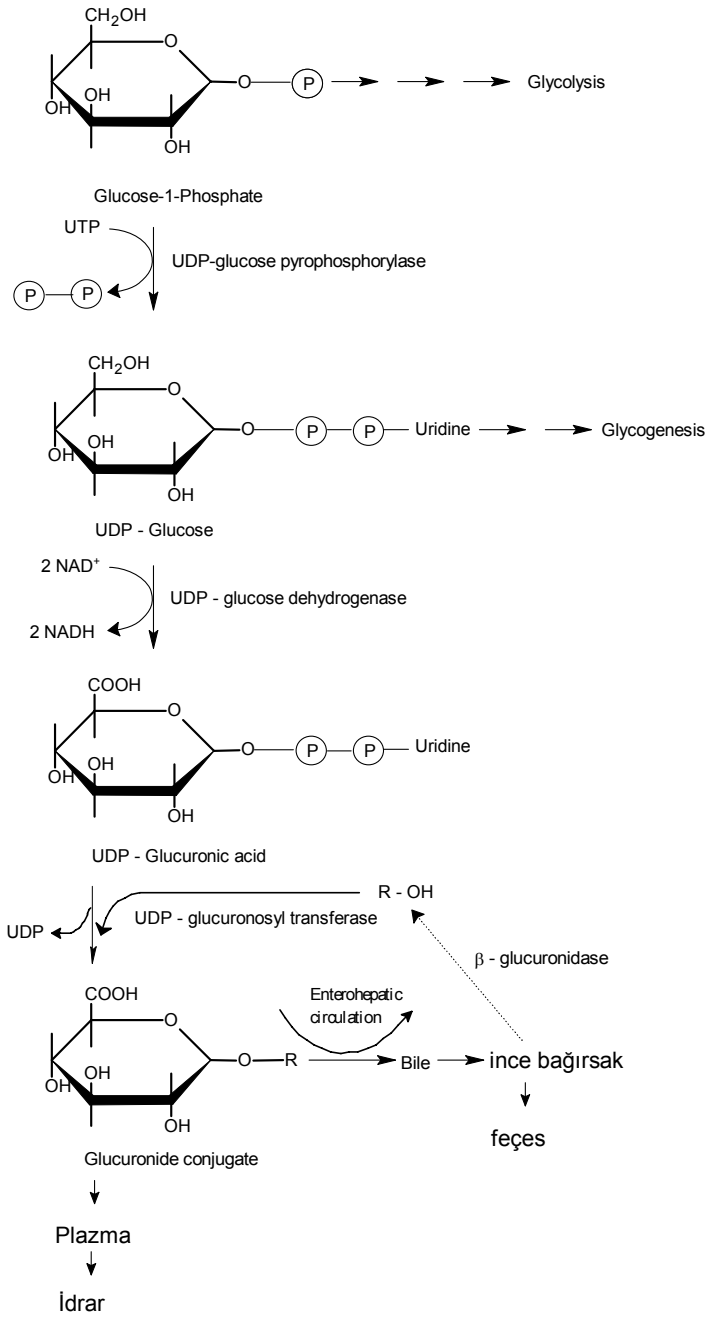 CH2OH
O
O
P
Glycolysis
OH
OH
OH
Glucose-1-Phosphate
UTP
UDP-glucose pyrophosphorylase
P
P
CH2OH
O
O
P
P
Uridine
Glycogenesis
OH
OH
OH
UDP - Glucose
2 NAD+
UDP - glucose dehydrogenase
2 NADH
COOH
O
O
P
P
Uridine
OH
OH
OH
UDP - Glucuronic acid
R - OH
UDP - glucuronosyl transferase
UDP
β - glucuronidase
COOH
Enterohepatic
circulation
O
O
R
Bile
ince bağırsak
OH
OH
OH
feçes
Glucuronide conjugate
Plazma
İdrar